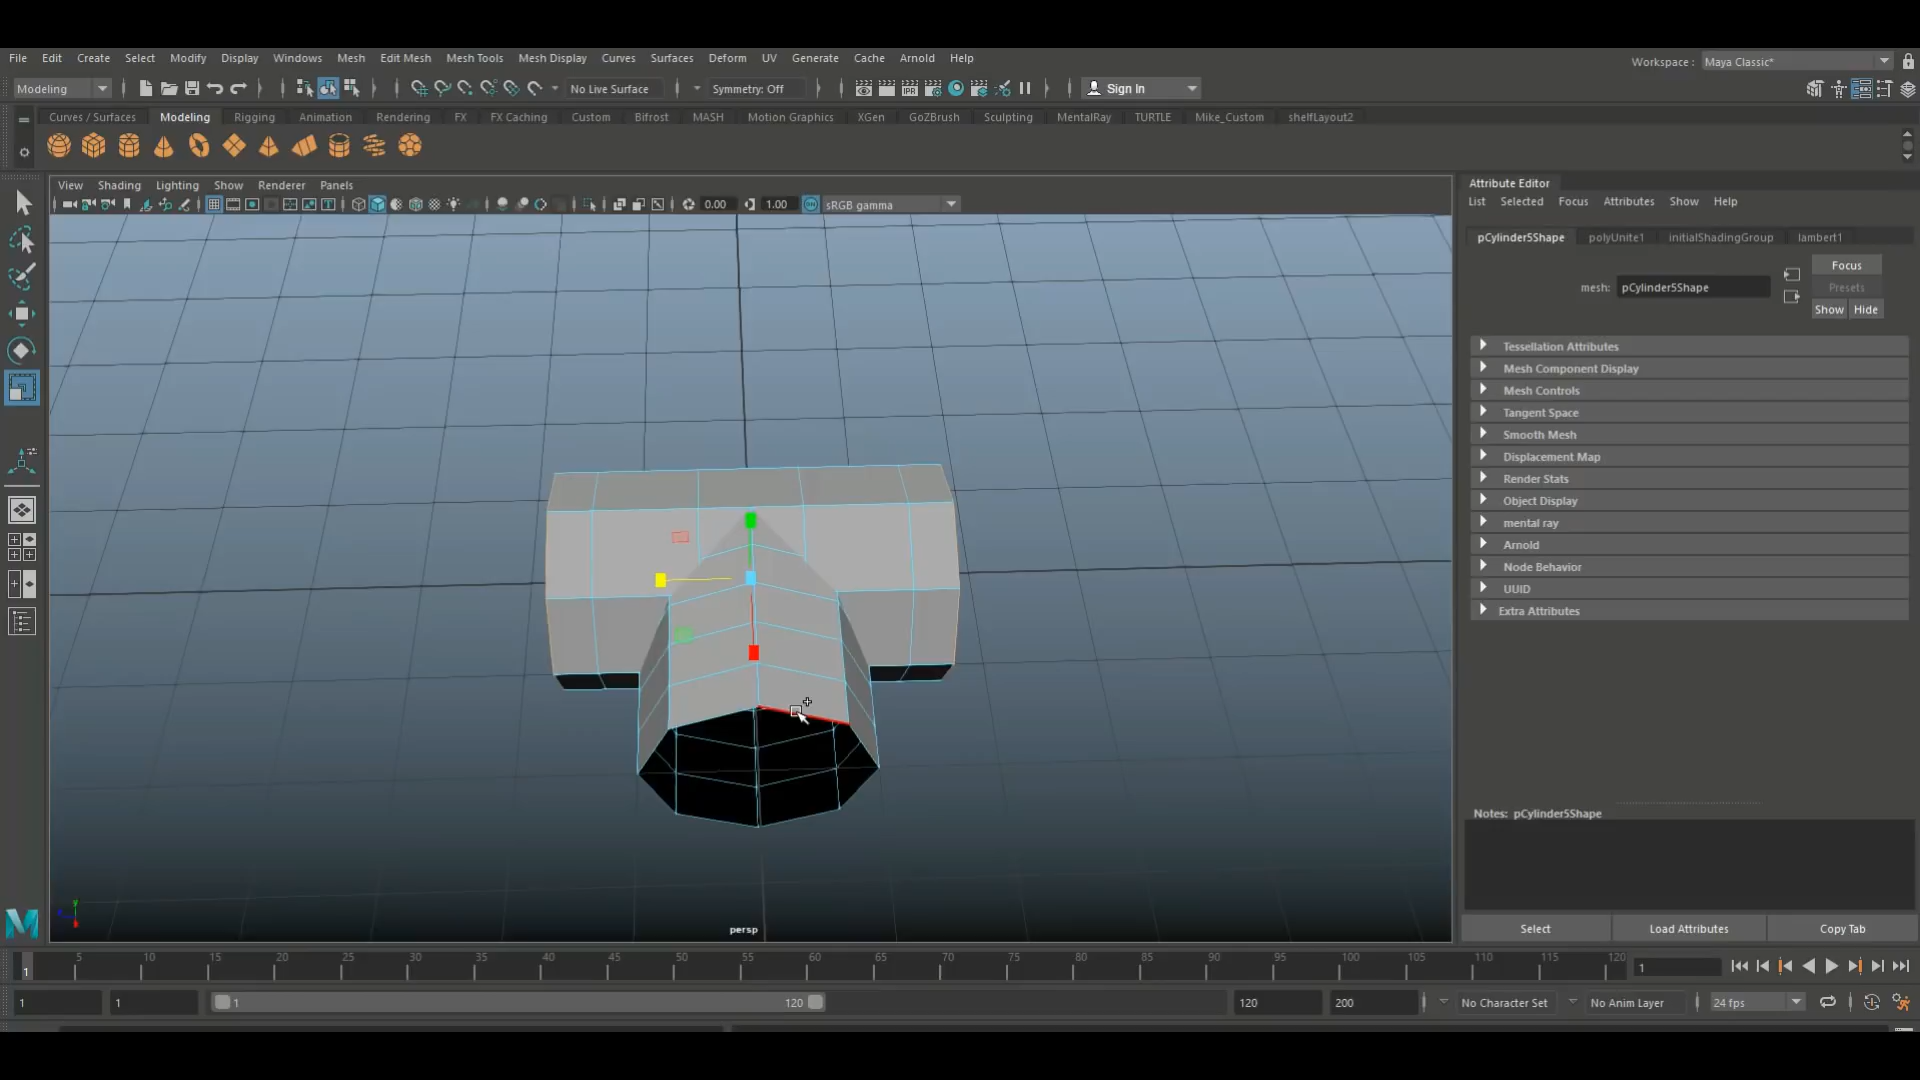 File Edit Create Select Modify Display Windows Mesh Edit Mesh Mesh Tools Mesh Display Curves Surfaces Deform UV Generate Cache Arnold Help
Workspace : Maya Classic*
Modeling No Live Surface Symmetry: Off IPR Sign In
Curves / Surfaces Modeling Rigging Animation Rendering FX FX Caching Custom Bifrost MASH Motion Graphics XGen GoZBrush Sculpting MentalRay TURTLE Mike_Custom shelfLayout2
View Shading Lighting Show Renderer Panels
0.00 1.00 sRGB gamma
persp
Attribute Editor
List Selected Focus Attributes Show Help
pCylinder5Shape polyUnite1 initialShadingGroup lambert1
Focus
mesh: pCylinder5Shape
Presets
Show Hide
Tessellation Attributes
Mesh Component Display
Mesh Controls
Tangent Space
Smooth Mesh
Displacement Map
Render Stats
Object Display
mental ray
Arnold
Node Behavior
UUID
Extra Attributes
Notes: pCylinder5Shape
Select Load Attributes Copy Tab
5 10 15 20 25 30 35 40 45 50 55 60 65 70 75 80 85 90 95 100 105 110 115 120
1 1
1 1 1 120 120 200 No Character Set No Anim Layer 24 fps